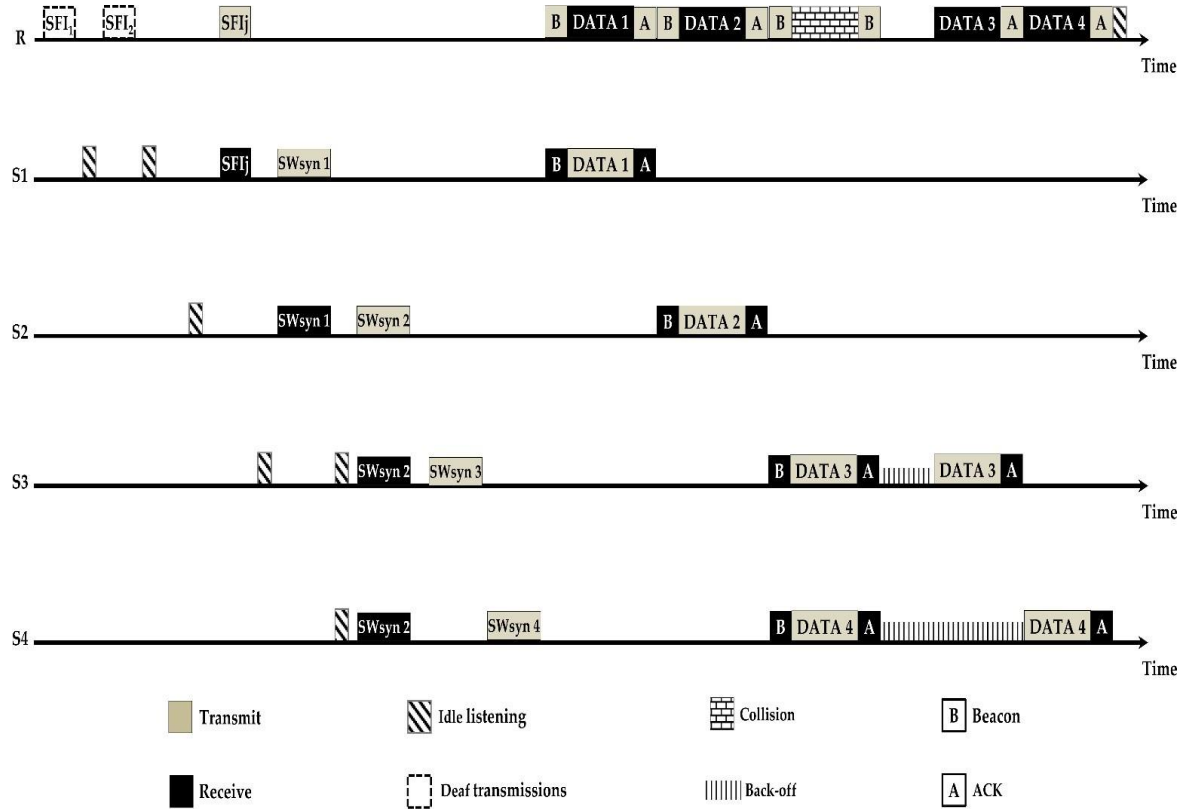 R SFI₁ SFI₂ SFIj B DATA 1 A B DATA 2 A B B DATA 3 A DATA 4 A
Time
S1 SFIj SWsyn 1 B DATA 1 A
Time
S2 SWsyn 1 SWsyn 2 B DATA 2 A
Time
S3 SWsyn 2 SWsyn 3 B DATA 3 A DATA 3 A
Time
S4 SWsyn 2 SWsyn 4 B DATA 4 A DATA 4 A
Time
Transmit Idle listening Collision B Beacon
Receive Deaf transmissions Back-off A ACK